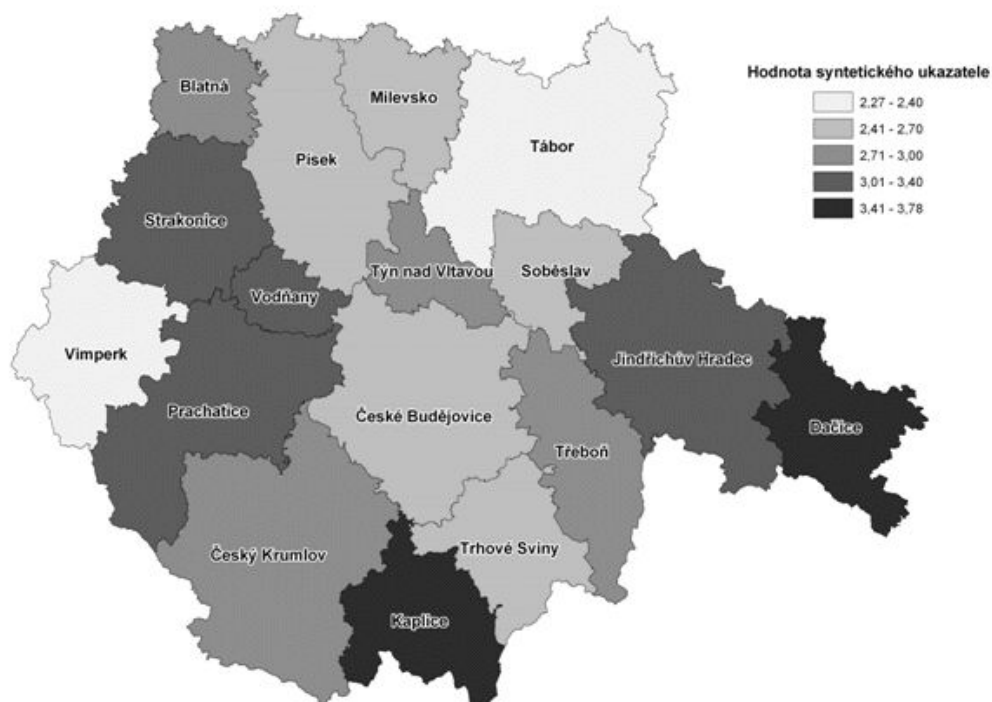 Hodnota syntetického ukazatele
2,27 - 2,40
2,41 - 2,70
2,71 - 3,00
3,01 - 3,40
3,41 - 3,78
Blatná
Milevsko
Tábor
Písek
Strakonice
Týn nad Vltavou
Soběslav
Vodňany
Vimperk
Jindřichův Hradec
Prachatice
České Budějovice
Dačice
Třeboň
Český Krumlov
Trhové Sviny
Kaplice